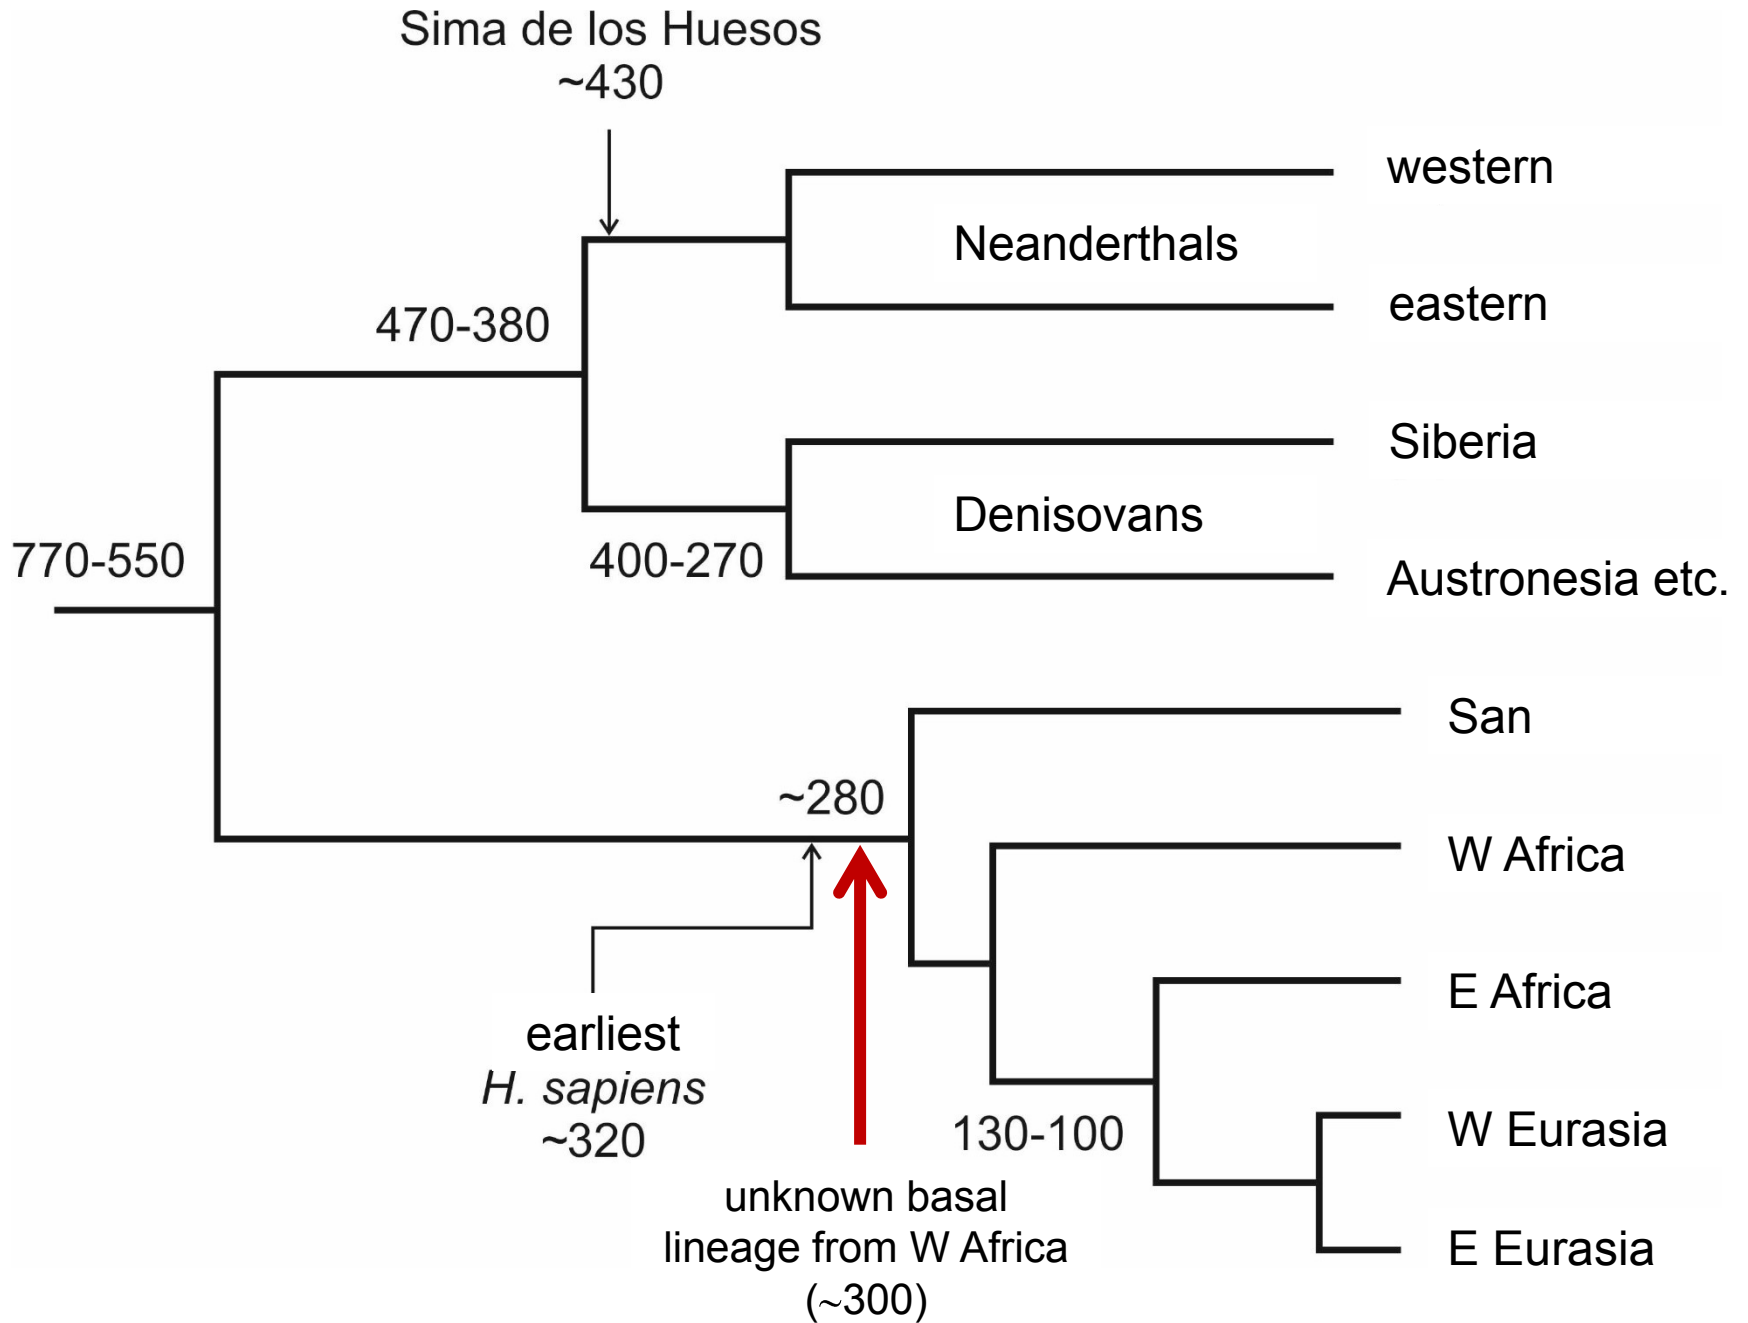 Sima de los Huesos
~430
western
Neanderthals
eastern
470-380
Siberia
Denisovans
770-550
400-270
Austronesia etc.
San
~280
W Africa
E Africa
earliest
H. sapiens
~320
130-100
W Eurasia
unknown basal
lineage from W Africa
(~300)
E Eurasia